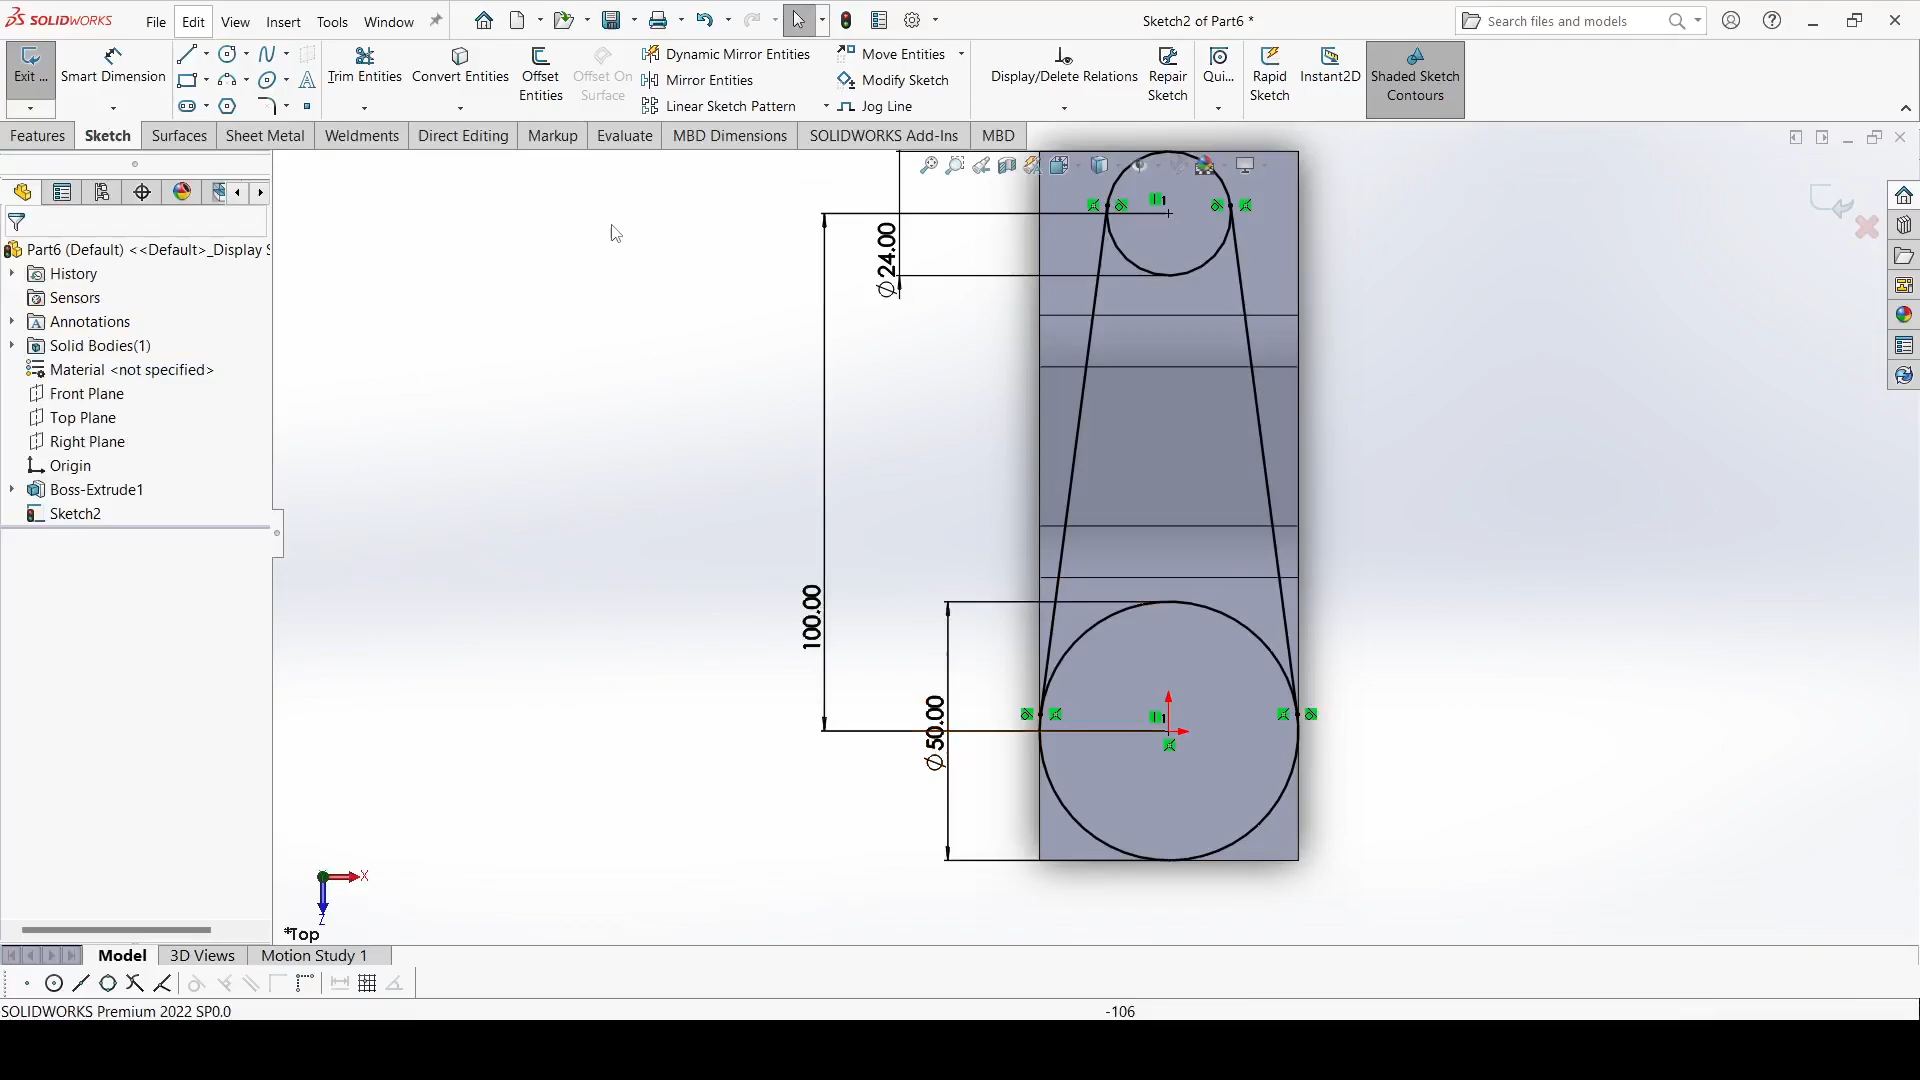 SOLIDWORKS
File
Edit
View
Insert
Tools
Window
Sketch2 of Part6 *
Search files and models
Exit ...
Smart Dimension
Trim Entities
Convert Entities
Offset
Entities
Offset On
Surface
Dynamic Mirror Entities
Mirror Entities
Linear Sketch Pattern
Move Entities
Modify Sketch
Jog Line
Display/Delete Relations
Repair
Sketch
Qui...
Rapid
Sketch
Instant2D
Shaded Sketch
Contours
Features
Sketch
Surfaces
Sheet Metal
Weldments
Direct Editing
Markup
Evaluate
MBD Dimensions
SOLIDWORKS Add-Ins
MBD
Part6 (Default) <<Default>_Display S
History
Sensors
Annotations
Solid Bodies(1)
Material <not specified>
Front Plane
Top Plane
Right Plane
Origin
Boss-Extrude1
Sketch2
∅24.00
100.00
∅50.00
1
1
X
Z
*Top
Model
3D Views
Motion Study 1
SOLIDWORKS Premium 2022 SP0.0
-106